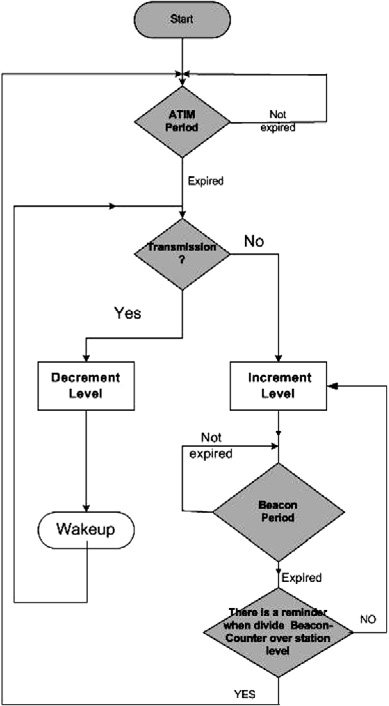 Start
ATIM
Period
Not
expired
Expired
Transmission
?
No
Yes
Decrement
Level
Increment
Level
Not
expired
Beacon
Period
Wakeup
Expired
There is a reminder
when divide Beacon-
Counter over station
level
NO
YES